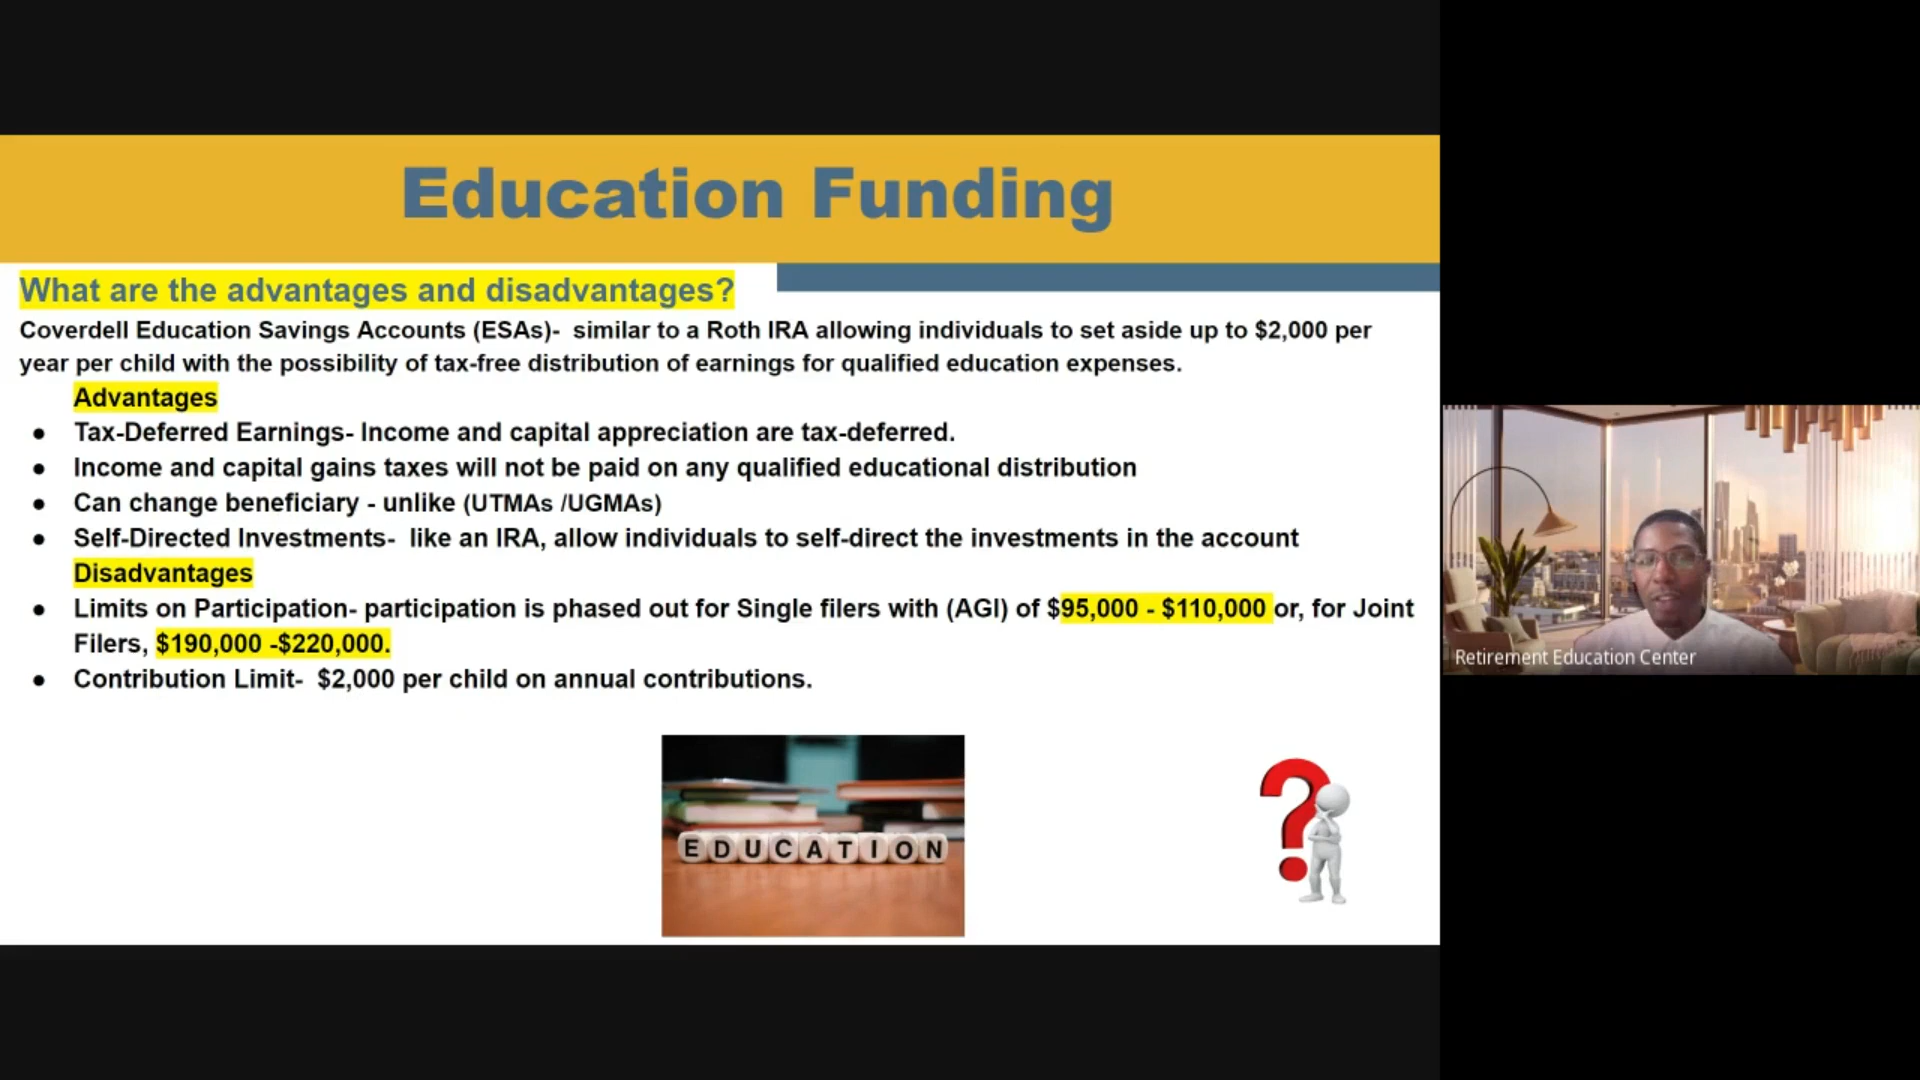 Education Funding
What are the advantages and disadvantages?
Coverdell Education Savings Accounts (ESAs)- similar to a Roth IRA allowing individuals to set aside up to $2,000 per
year per child with the possibility of tax-free distribution of earnings for qualified education expenses.
Advantages
● Tax-Deferred Earnings- Income and capital appreciation are tax-deferred.
● Income and capital gains taxes will not be paid on any qualified educational distribution
● Can change beneficiary - unlike (UTMAs /UGMAs)
● Self-Directed Investments- like an IRA, allow individuals to self-direct the investments in the account
Disadvantages
● Limits on Participation- participation is phased out for Single filers with (AGI) of $95,000 - $110,000 or, for Joint
Filers, $190,000 -$220,000.
● Contribution Limit- $2,000 per child on annual contributions.
EDUCATION
?
Retirement Education Center